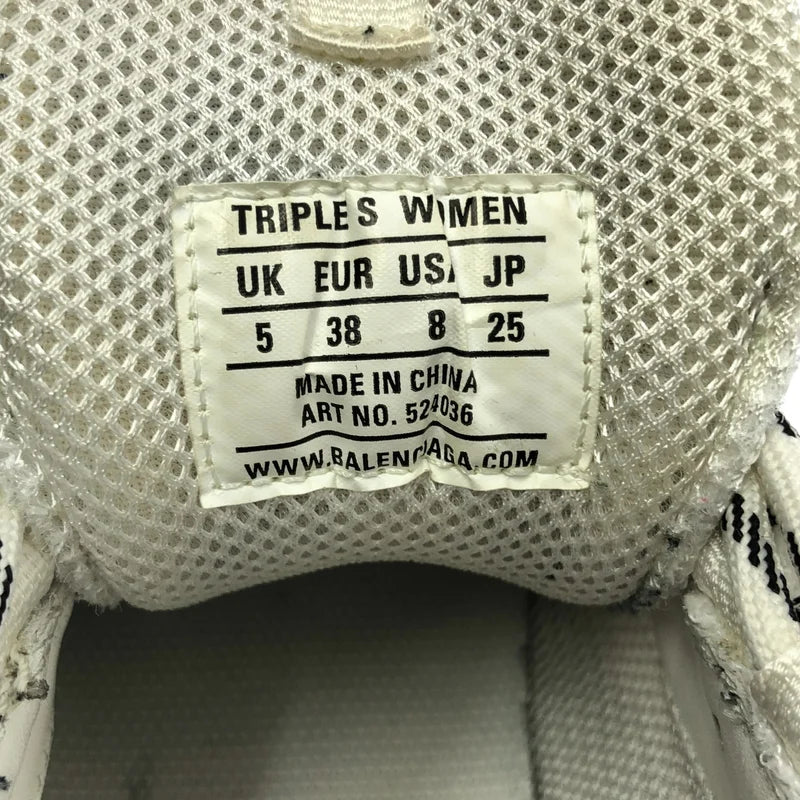 TRIPLE S WOMEN
UK EUR USA JP
5 38 8 25
MADE IN CHINA
ART NO. 524036
WWW.BALENCIAGA.COM